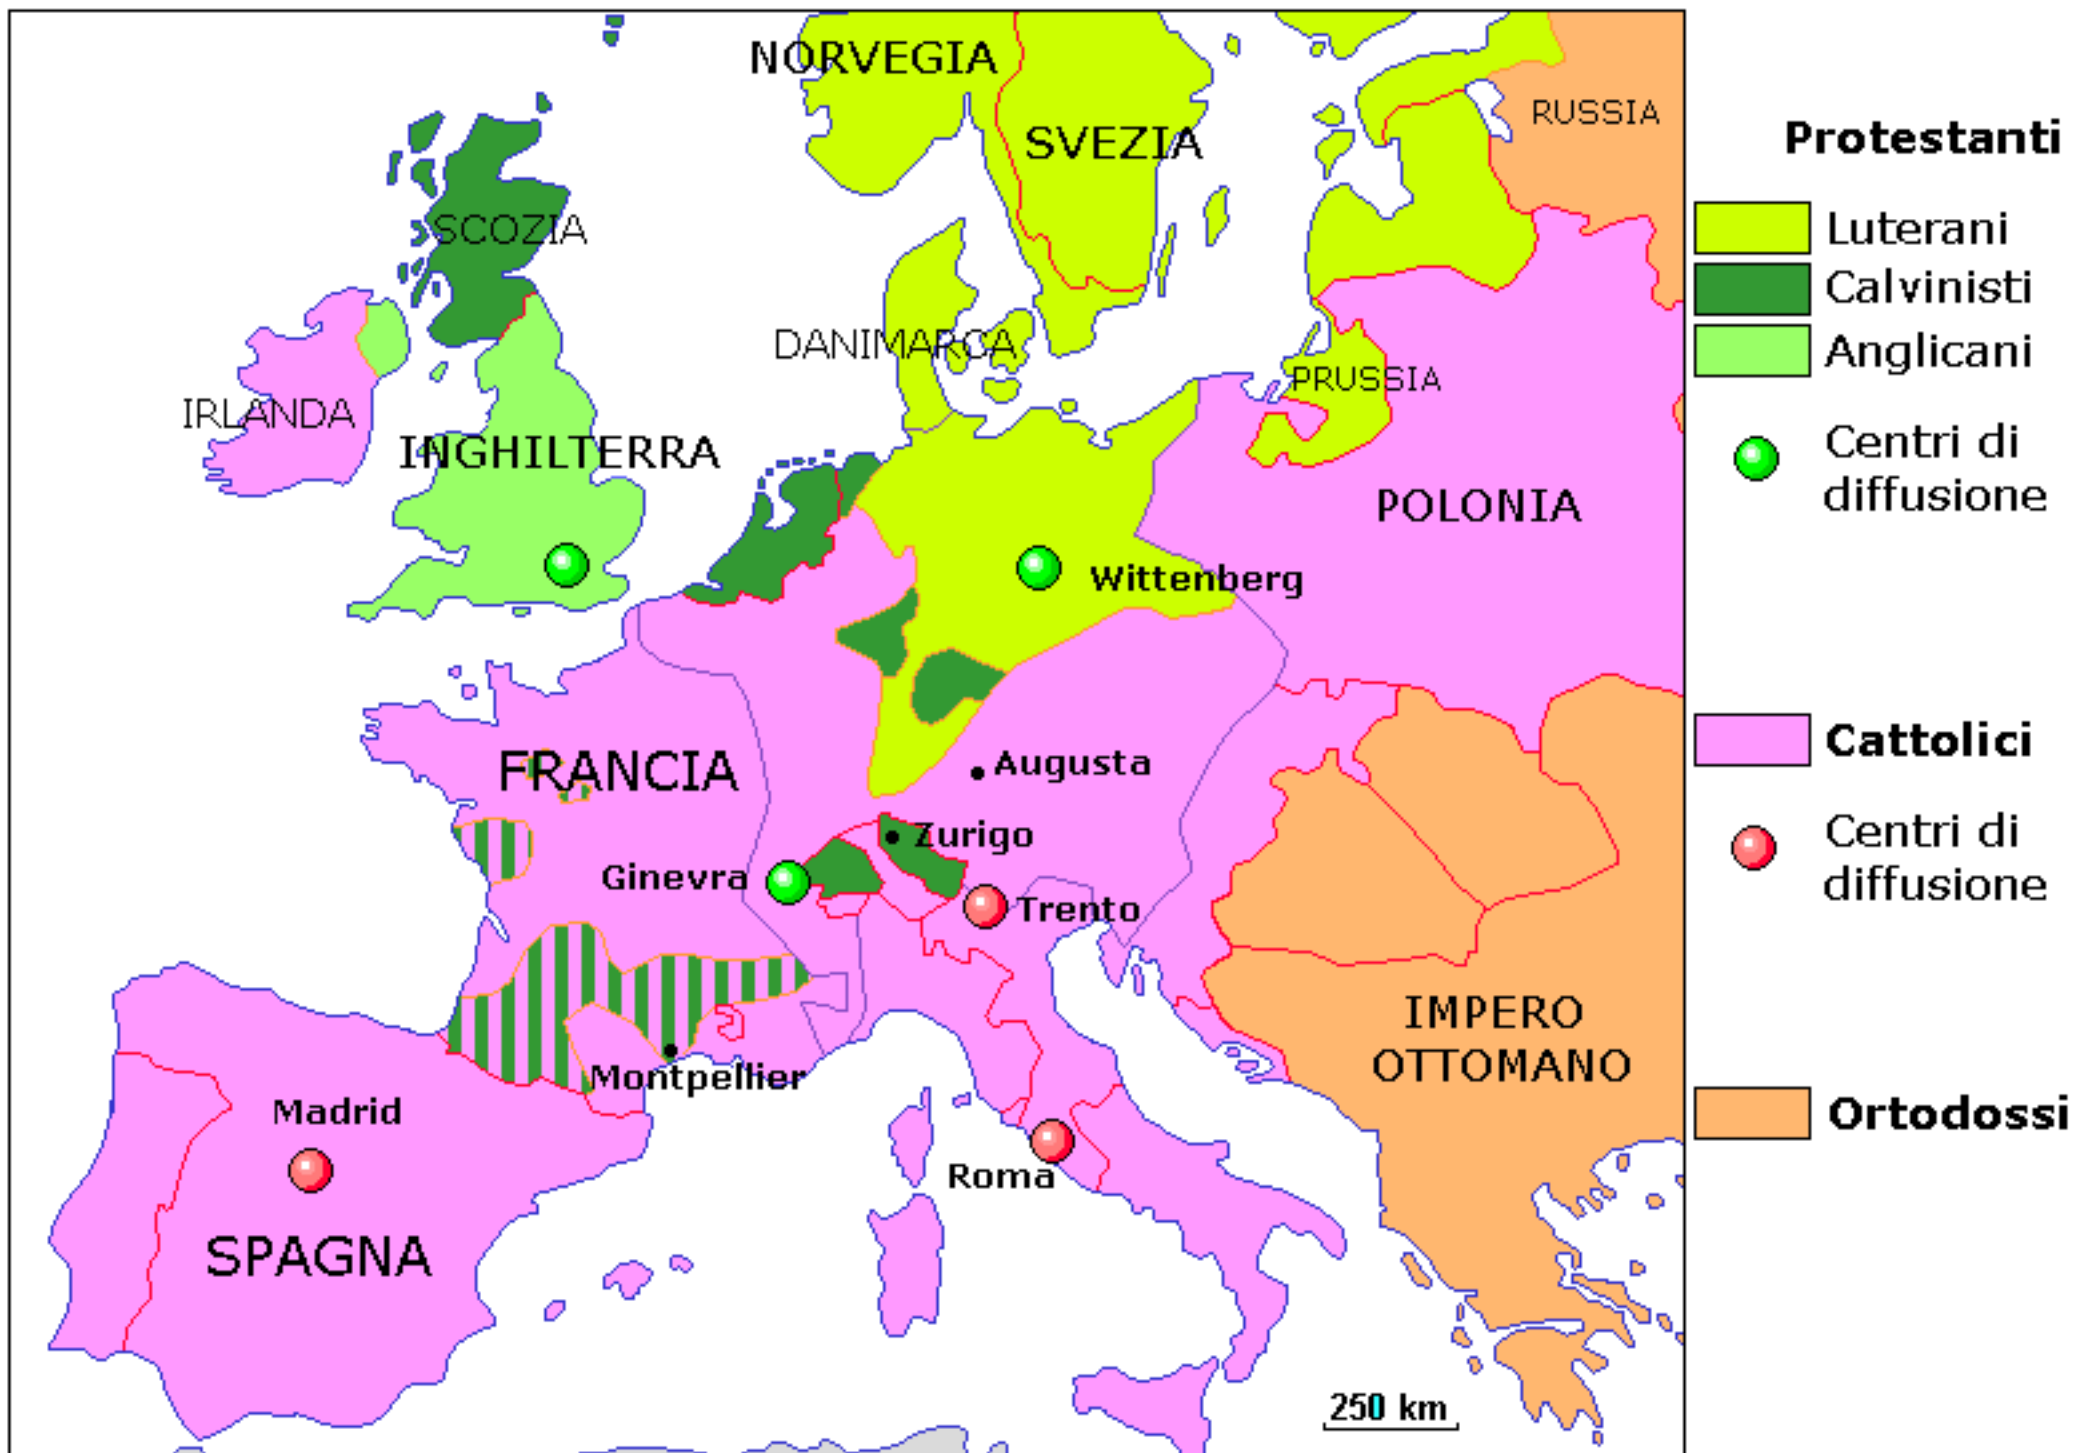 NORVEGIA
SVEZIA
RUSSIA
SCOZIA
DANIMARCA
IRLANDA
INGHILTERRA
PRUSSIA
POLONIA
Wittenberg
FRANCIA
Augusta
Zurigo
Ginevra
Trento
IMPERO
OTTOMANO
Montpellier
Madrid
Roma
SPAGNA
250 km
Protestanti
Luterani
Calvinisti
Anglicani
Centri di
diffusione
Cattolici
Centri di
diffusione
Ortodossi